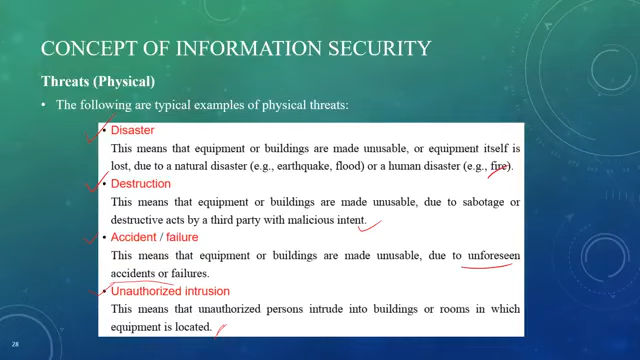 CONCEPT OF INFORMATION SECURITY
Threats (Physical)
• The following are typical examples of physical threats:
• Disaster
This means that equipment or buildings are made unusable, or equipment itself is
lost, due to a natural disaster (e.g., earthquake, flood) or a human disaster (e.g., fire).
• Destruction
This means that equipment or buildings are made unusable, due to sabotage or
destructive acts by a third party with malicious intent.
• Accident / failure
This means that equipment or buildings are made unusable, due to unforeseen
accidents or failures.
• Unauthorized intrusion
This means that unauthorized persons intrude into buildings or rooms in which
equipment is located.
28